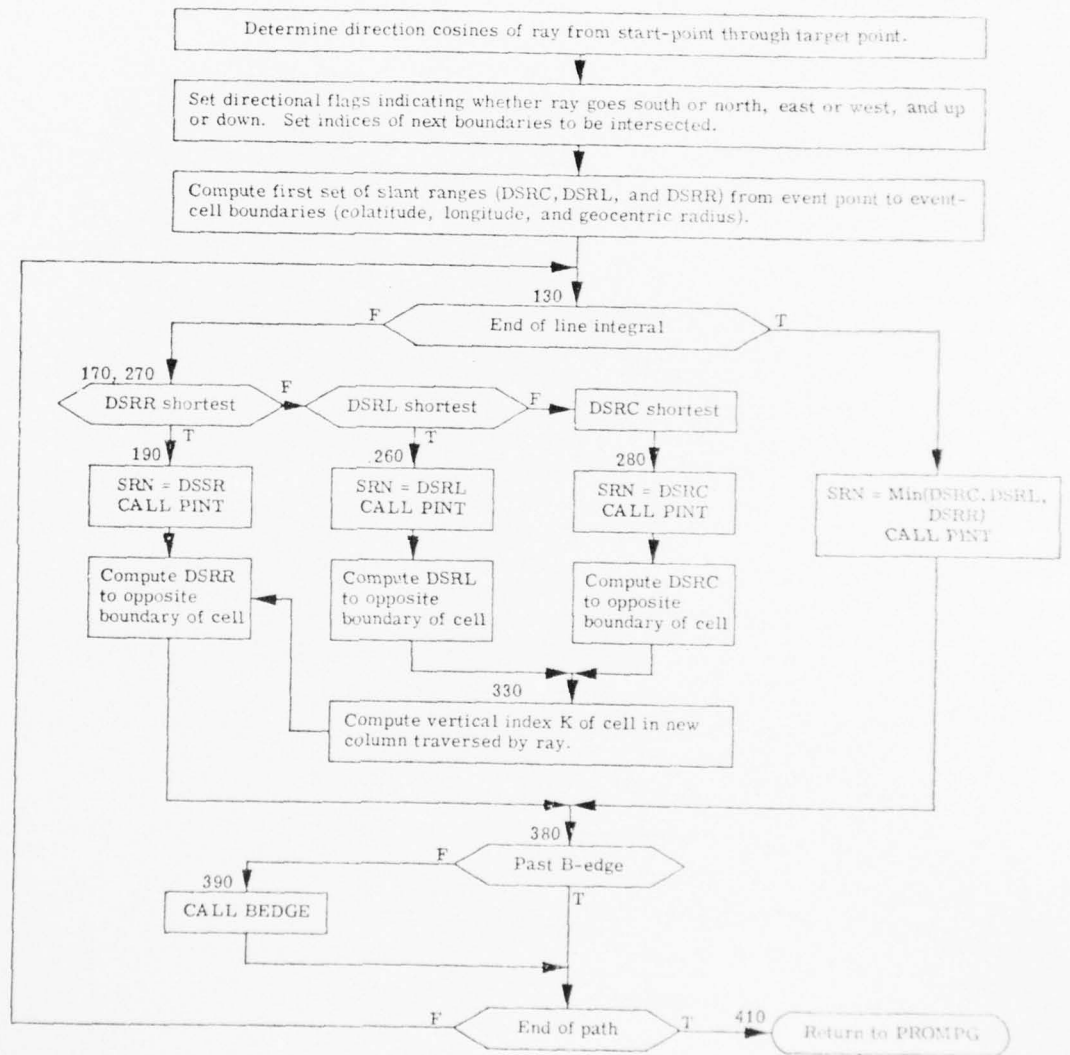 Determine direction cosines of ray from start-point through target point.
Set directional flags indicating whether ray goes south or north, east or west, and up
or down. Set indices of next boundaries to be intersected.
Compute first set of slant ranges (DSRC, DSRL, and DSRR) from event point to event-
cell boundaries (colatitude, longitude, and geocentric radius).
130
F
End of line integral
T
170, 270
DSRR shortest
F
DSRL shortest
F
DSRC shortest
T
T
190
260
280
SRN = DSSR
CALL PINT
SRN = DSRL
CALL PINT
SRN = DSRC
CALL PINT
SRN = Min(DSRC, DSRL,
DSRR)
CALL PINT
Compute DSRR
to opposite
boundary of cell
Compute DSRL
to opposite
boundary of cell
Compute DSRC
to opposite
boundary of cell
330
Compute vertical index K of cell in new
column traversed by ray.
380
F
Past B-edge
T
390
CALL BEDGE
F
End of path
T
410
Return to PROMPG